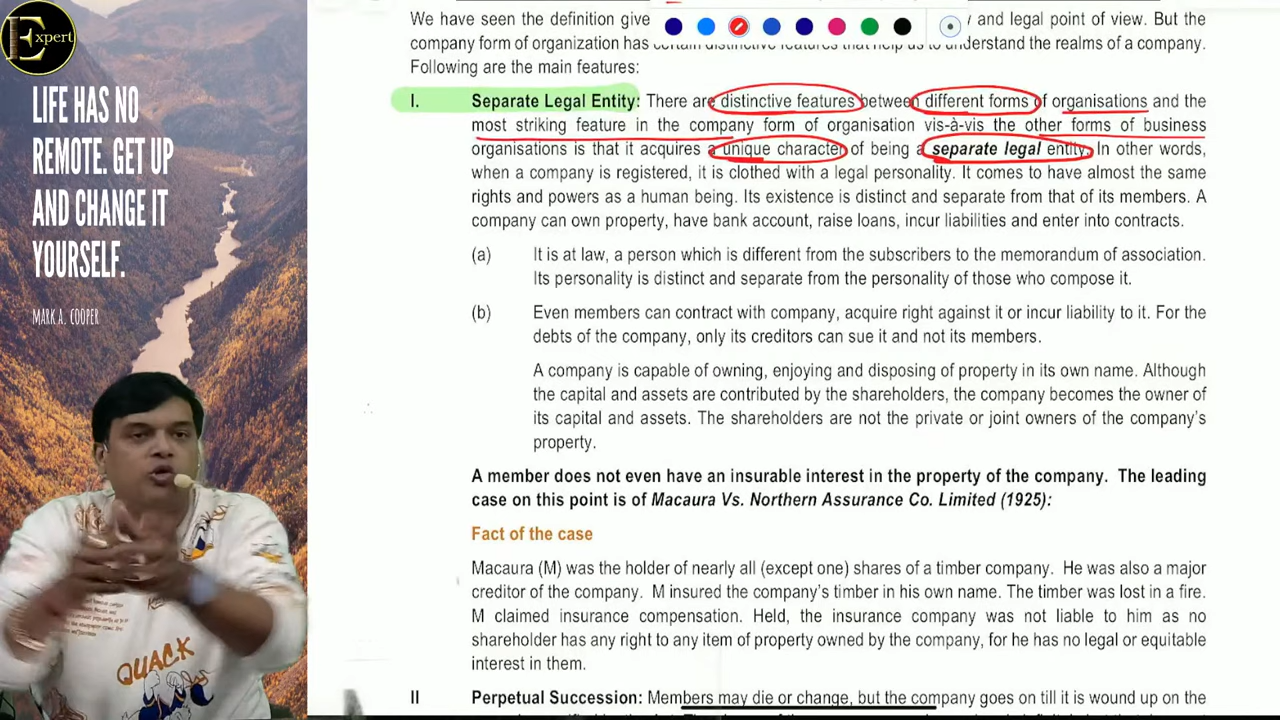 Expert
LIFE HAS NO
REMOTE. GET UP
AND CHANGE IT
YOURSELF.
MARK A. COOPER
QUACK
We have seen the definition give and legal point of view. But the
company form of organization has certain distinctive features that help us to understand the realms of a company.
Following are the main features:
I. Separate Legal Entity: There are distinctive features between different forms of organisations and the
most striking feature in the company form of organisation vis-à-vis the other forms of business
organisations is that it acquires a unique character of being a separate legal entity. In other words,
when a company is registered, it is clothed with a legal personality. It comes to have almost the same
rights and powers as a human being. Its existence is distinct and separate from that of its members. A
company can own property, have bank account, raise loans, incur liabilities and enter into contracts.
(a) It is at law, a person which is different from the subscribers to the memorandum of association.
Its personality is distinct and separate from the personality of those who compose it.
(b) Even members can contract with company, acquire right against it or incur liability to it. For the
debts of the company, only its creditors can sue it and not its members.
A company is capable of owning, enjoying and disposing of property in its own name. Although
the capital and assets are contributed by the shareholders, the company becomes the owner of
its capital and assets. The shareholders are not the private or joint owners of the company's
property.
A member does not even have an insurable interest in the property of the company. The leading
case on this point is of Macaura Vs. Northern Assurance Co. Limited (1925):
Fact of the case
Macaura (M) was the holder of nearly all (except one) shares of a timber company. He was also a major
creditor of the company. M insured the company's timber in his own name. The timber was lost in a fire.
M claimed insurance compensation. Held, the insurance company was not liable to him as no
shareholder has any right to any item of property owned by the company, for he has no legal or equitable
interest in them.
II Perpetual Succession: Members may die or change, but the company goes on till it is wound up on the